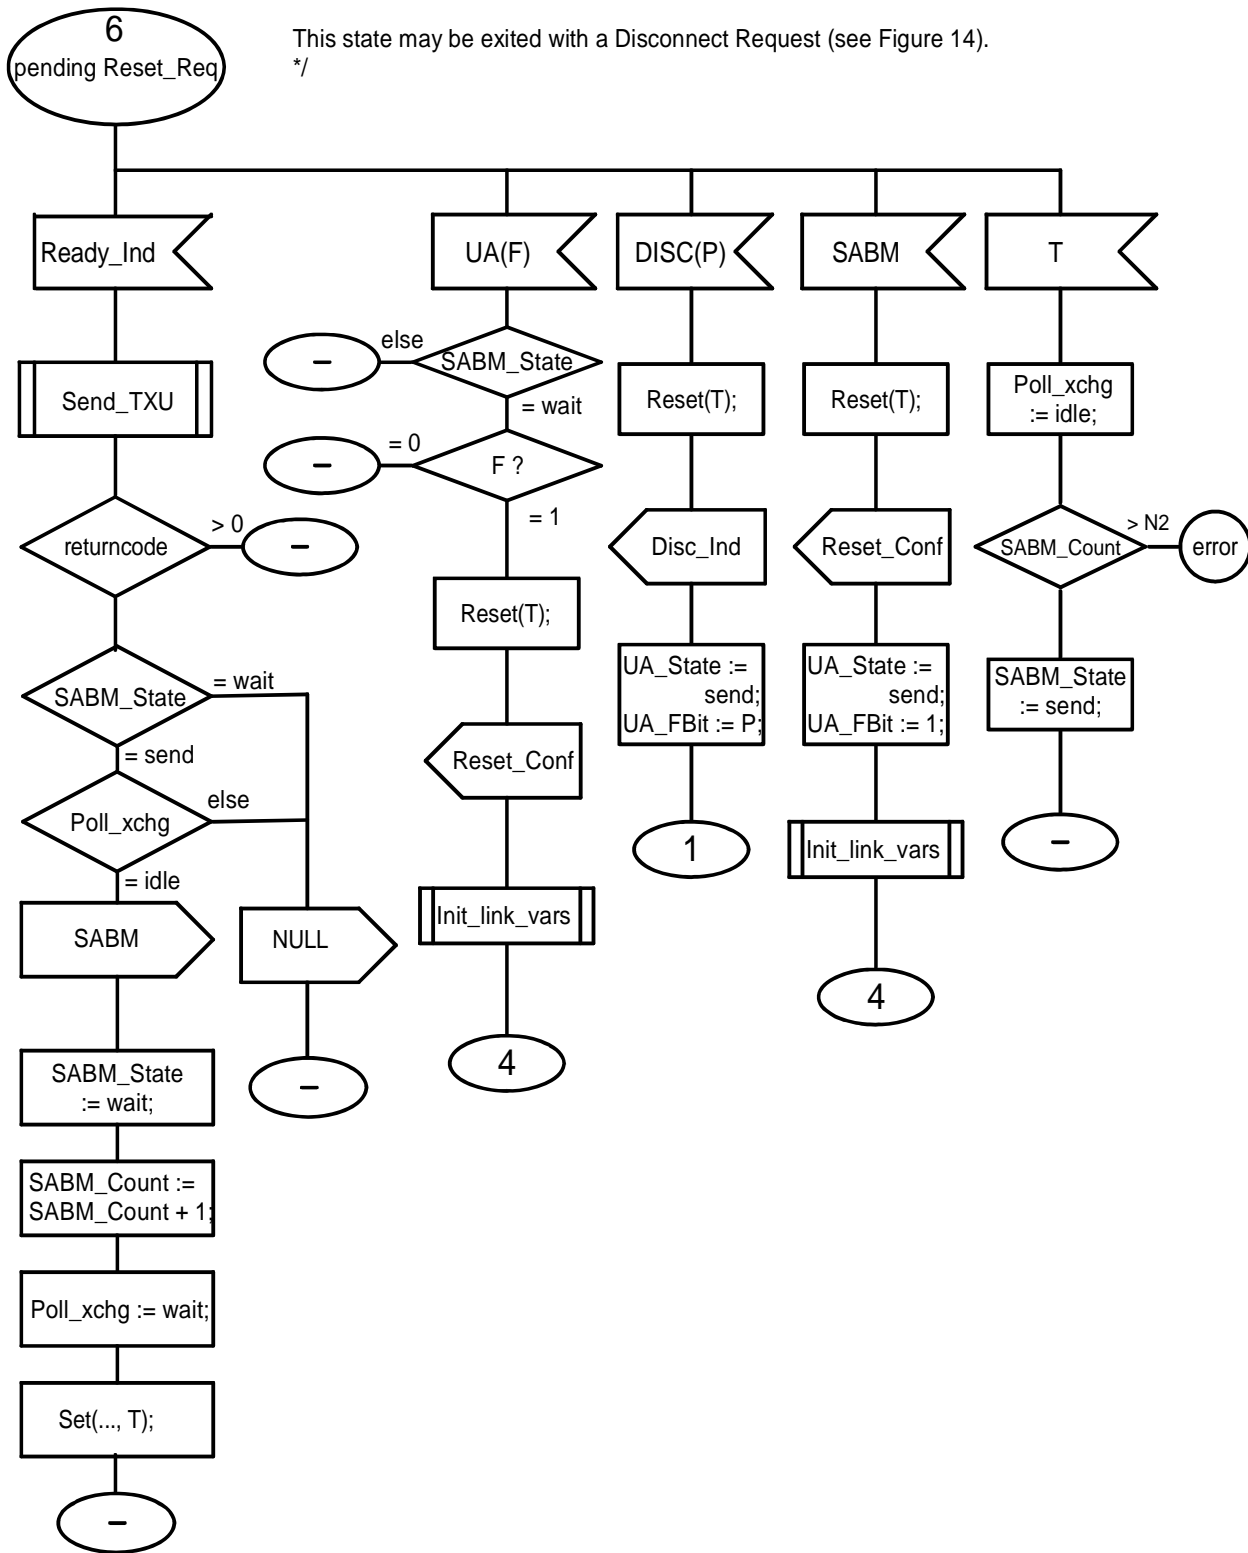 6
pending Reset_Req
This state may be exited with a Disconnect Request (see Figure 14).
*/
Ready_Ind
Send_TXU
returncode
> 0
–
SABM_State
= wait
= send
Poll_xchg
else
= idle
SABM
NULL
–
SABM_State
:= wait;
SABM_Count :=
SABM_Count + 1;
Poll_xchg := wait;
Set(..., T);
–
UA(F)
SABM_State
else
–
= wait
F ?
= 0
–
= 1
Reset(T);
Reset_Conf
Init_link_vars
4
DISC(P)
Reset(T);
Disc_Ind
UA_State :=
send;
UA_FBit := P;
1
SABM
Reset(T);
Reset_Conf
UA_State :=
send;
UA_FBit := 1;
Init_link_vars
4
T
Poll_xchg
:= idle;
SABM_Count
> N2
error
SABM_State
:= send;
–